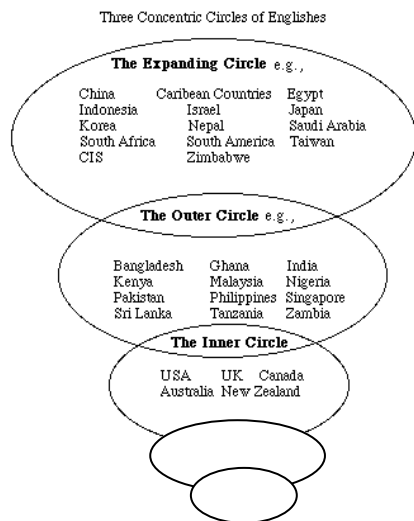 Three Concentric Circles of Englishes
The Expanding Circle e.g.,
China Caribean Countries Egypt
Indonesia Israel Japan
Korea Nepal Saudi Arabia
South Africa South America Taiwan
CIS Zimbabwe
The Outer Circle e.g.,
Bangladesh Ghana India
Kenya Malaysia Nigeria
Pakistan Philippines Singapore
Sri Lanka Tanzania Zambia
The Inner Circle
USA UK Canada
Australia New Zealand